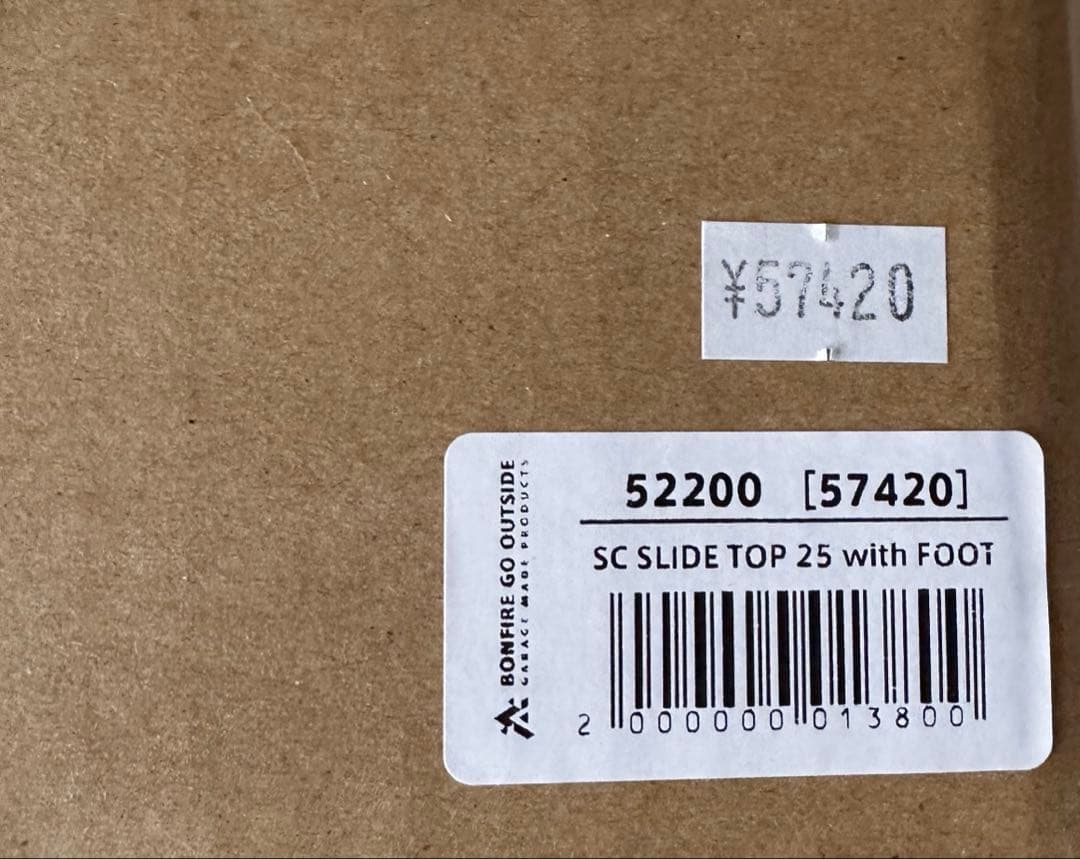 ¥57420
52200 [57420]
SC SLIDE TOP 25 with FOOT
2 000000 013800
BONFIRE GO OUTSIDE
GARAGE MADE PRODUCTS